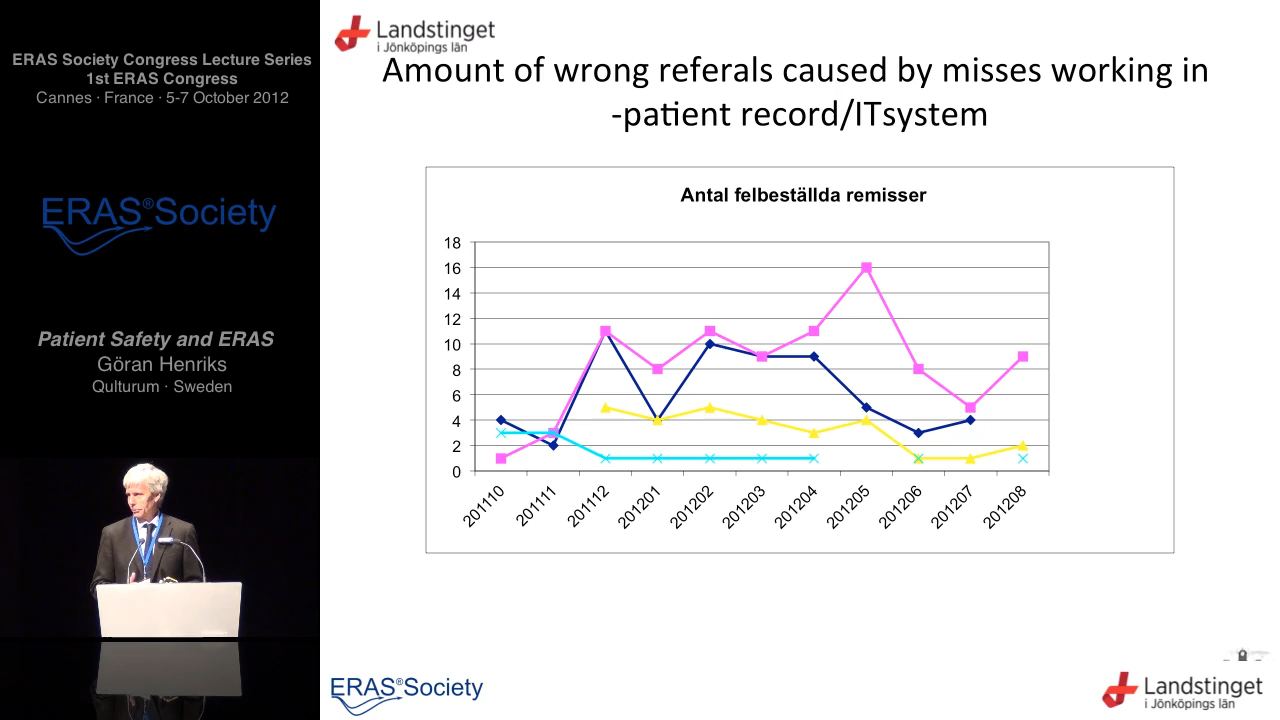 ERAS Society Congress Lecture Series
1st ERAS Congress
Cannes · France · 5-7 October 2012
ERAS®Society
Patient Safety and ERAS
Göran Henriks
Qulturum · Sweden
Landstinget
i Jönköpings län
Amount of wrong referals caused by misses working in
-patient record/ITsystem
Antal felbeställda remisser
18
16
14
12
10
8
6
4
2
0
201110
201111
201112
201201
201202
201203
201204
201205
201206
201207
201208
ERAS®Society
Landstinget
i Jönköpings län